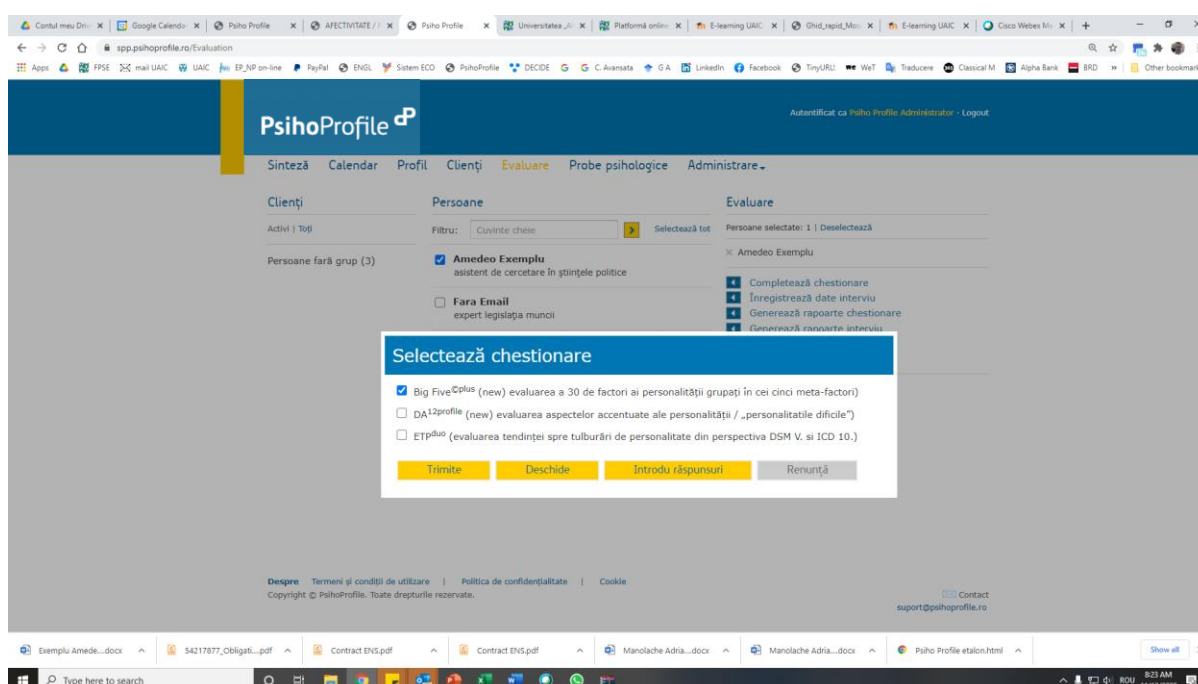 Contul meu Driv
Google Calenda
Psiho Profile
AFECTIVITATE / F
Psiho Profile
Universitatea „Al
Platformă online
E-learning UAIC
Ghid_rapid_Moo
E-learning UAIC
Cisco Webex Me
spp.psihoprofile.ro/Evaluation
Apps FPSE mail UAIC UAIC EP_NP on-line PayPal ENGL Sistem ECO PsihoProfile DECIDE G C. Avansata G A LinkedIn Facebook TinyURL! WeT Traducere Classical M Alpha Bank BRD » Other bookmark
PsihoProfile
Autentificat ca Psiho Profile Administrator - Logout
Sinteză Calendar Profil Clienți Evaluare Probe psihologice Administrare
Clienți Persoane Evaluare
Activi | Toți Filtru: Cuvinte cheie Selectează tot Persoane selectate: 1 | Deselectează
Persoane fară grup (3)
Amedeo Exemplu
asistent de cercetare în științele politice
Amedeo Exemplu
Completează chestionare
Înregistrează date interviu
Fara Email
expert legislația muncii
Generează rapoarte chestionare
Generează rapoarte interviu
Selectează chestionare
Big Five©plus (new) evaluarea a 30 de factori ai personalității grupați în cei cinci meta-factori)
DA12profile (new) evaluarea aspectelor accentuate ale personalității / „personalitatile dificile”)
ETPduo (evaluarea tendinței spre tulburări de personalitate din perspectiva DSM V. si ICD 10.)
Trimite Deschide Introdu răspunsuri Renunță
Despre Termeni și condiții de utilizare | Politica de confidențialitate | Cookie
Copyright © PsihoProfile. Toate drepturile rezervate.
Contact
suport@psihoprofile.ro
Exemplu Amede....docx 54217877_Obligati....pdf Contract ENS.pdf Contract ENS.pdf Manolache Adria....docx Manolache Adria....docx Psiho Profile etalon.html Show all
Type here to search ROU 8:23 AM